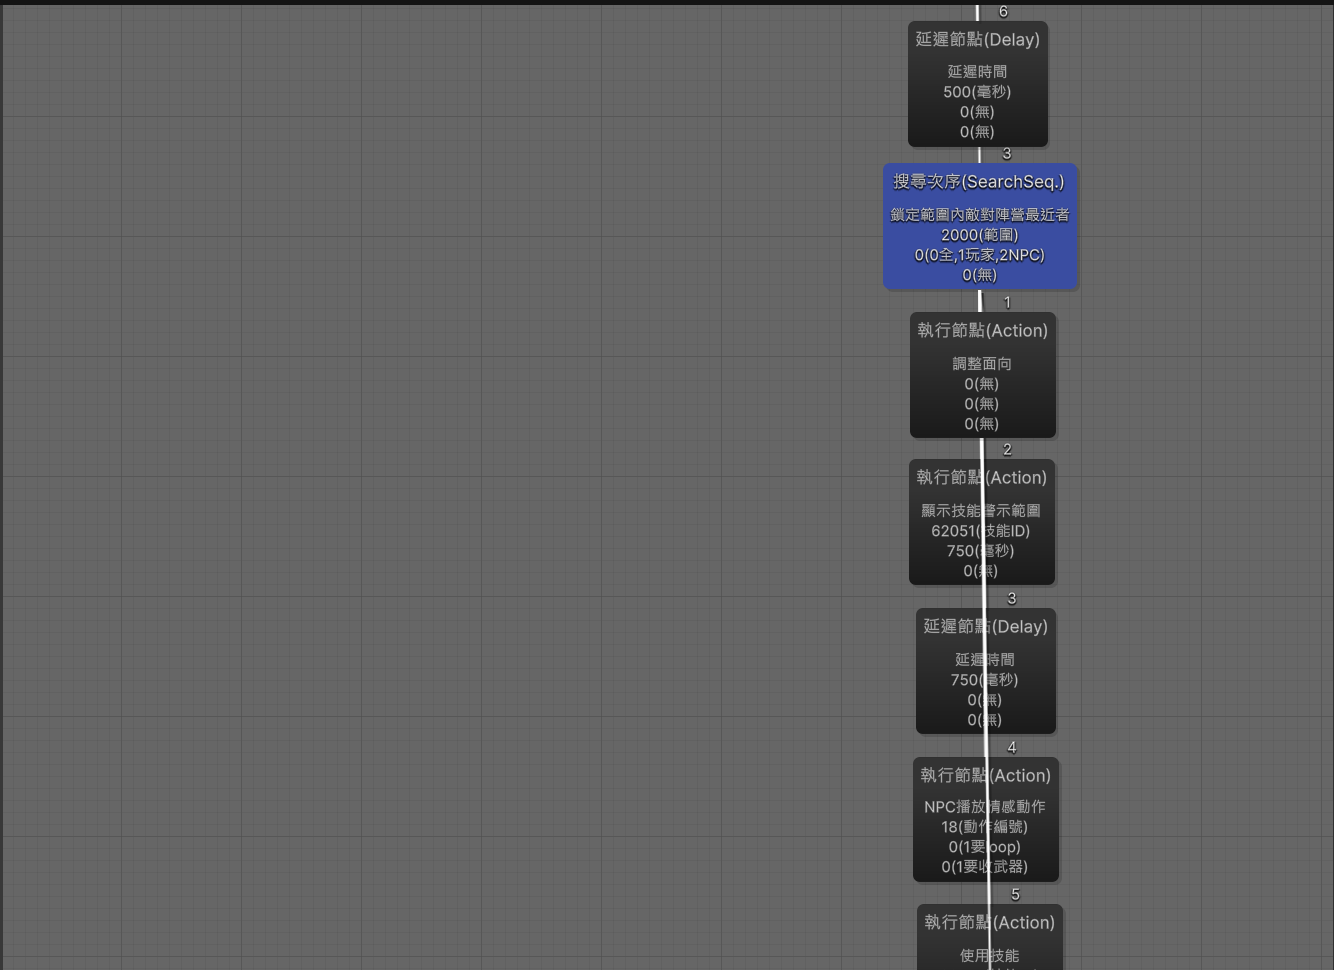 6
延遲節點(Delay)
延遲時間
500(毫秒)
0(無)
0(無)
3
搜尋次序(SearchSeq.)
鎖定範圍內敵對陣營最近者
2000(範圍)
0(0全,1玩家,2NPC)
0(無)
1
執行節點(Action)
調整面向
0(無)
0(無)
0(無)
2
執行節點(Action)
顯示技能警示範圍
62051(技能ID)
750(毫秒)
0(無)
3
延遲節點(Delay)
延遲時間
750(毫秒)
0(無)
0(無)
4
執行節點(Action)
NPC播放情感動作
18(動作編號)
0(1要loop)
0(1要收武器)
5
執行節點(Action)
使用技能